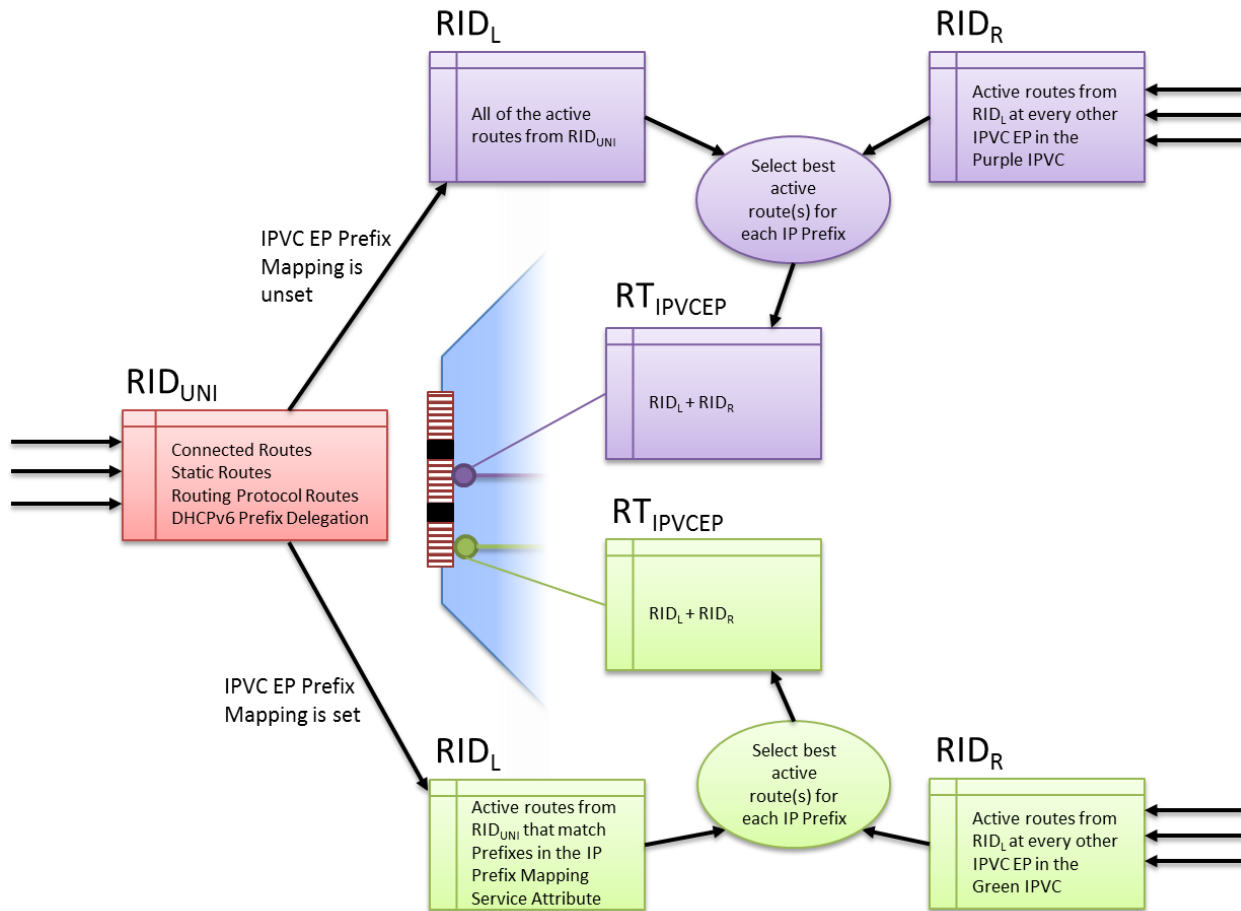 RID_L
RID_R
All of the active
routes from RID_UNI
Active routes from
RID_L at every other
IPVC EP in the
Purple IPVC
Select best
active
route(s) for
each IP Prefix
IPVC EP Prefix
Mapping is
unset
RT_IPVCEP
RID_L + RID_R
RID_UNI
Connected Routes
Static Routes
Routing Protocol Routes
DHCPv6 Prefix Delegation
RT_IPVCEP
RID_L + RID_R
IPVC EP Prefix
Mapping is set
RID_L
Active routes from
RID_UNI that match
Prefixes in the IP
Prefix Mapping
Service Attribute
Select best
active
route(s) for
each IP Prefix
RID_R
Active routes from
RID_L at every other
IPVC EP in the
Green IPVC